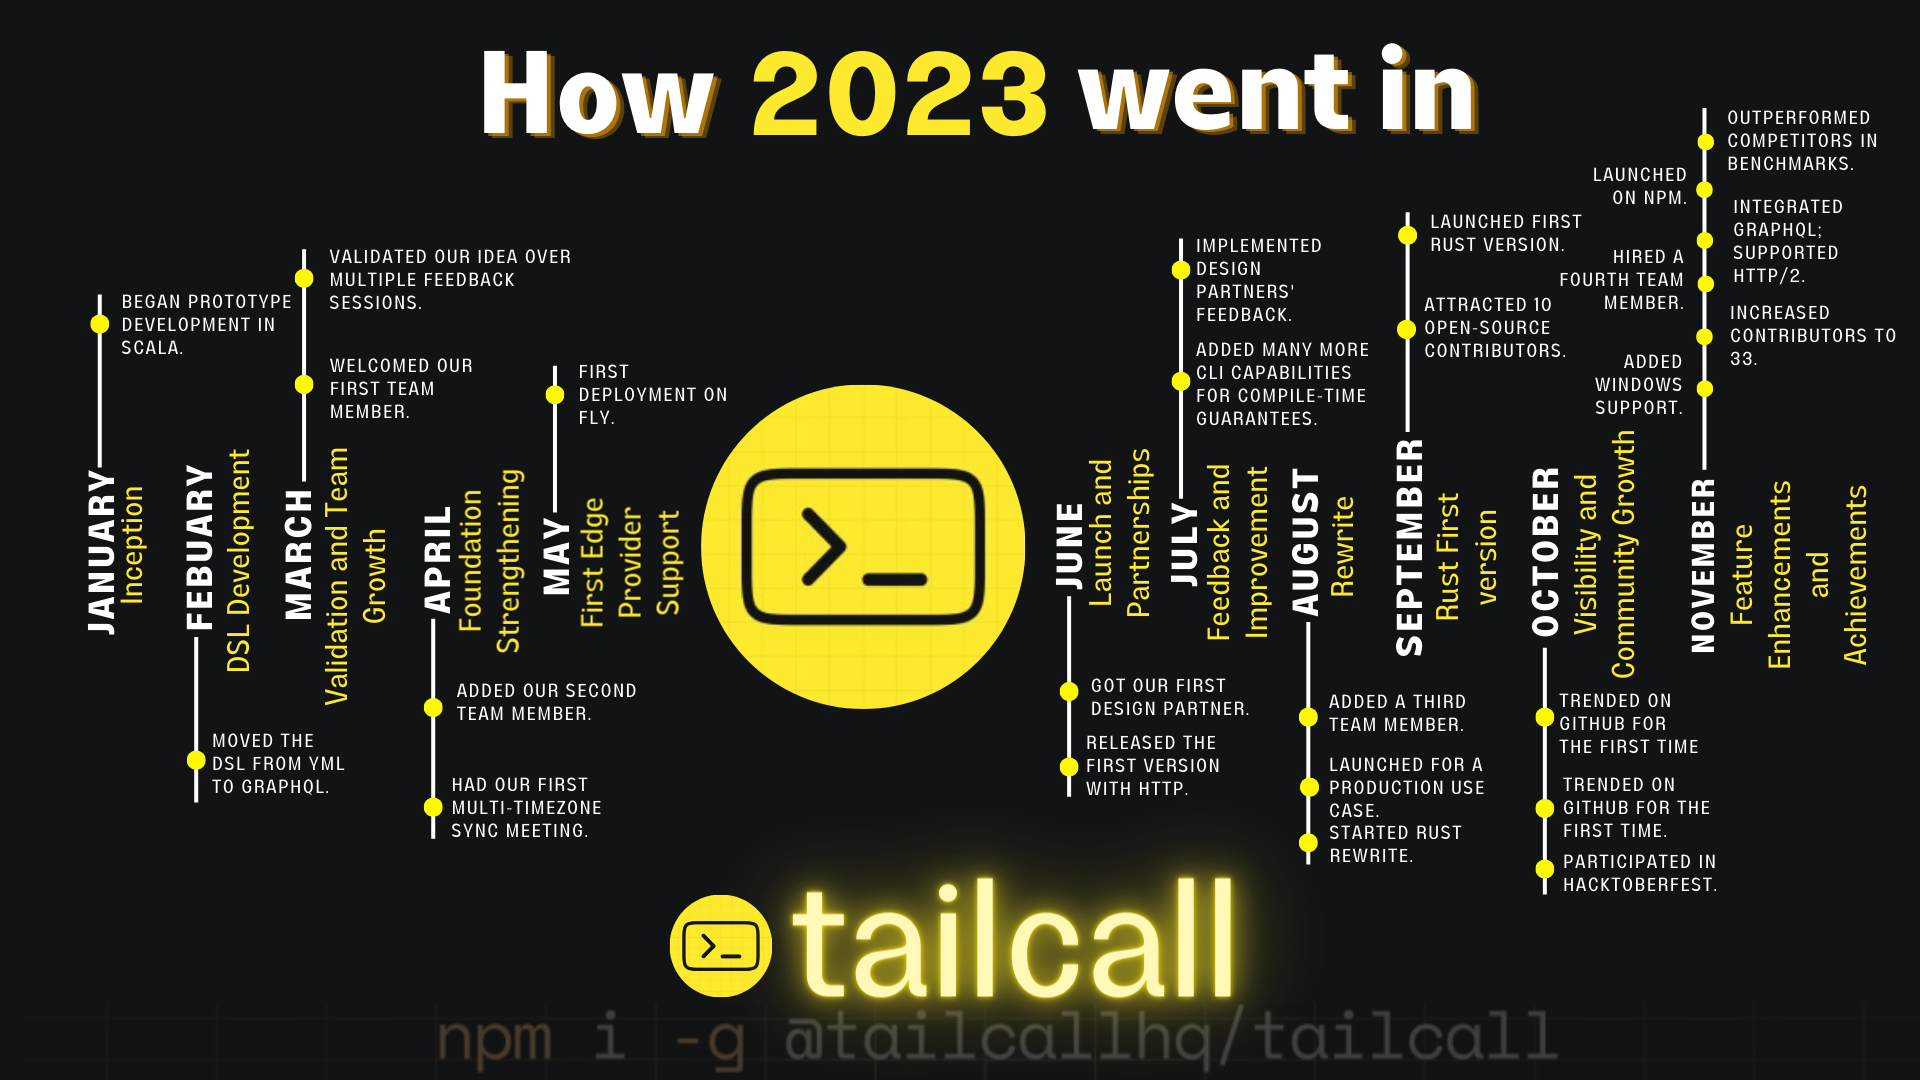 How 2023 went in
JANUARY
Inception
BEGAN PROTOTYPE
DEVELOPMENT IN
SCALA.
FEBUARY
DSL Development
MOVED THE
DSL FROM YML
TO GRAPHQL.
MARCH
Validation and Team
Growth
VALIDATED OUR IDEA OVER
MULTIPLE FEEDBACK
SESSIONS.
WELCOMED OUR
FIRST TEAM
MEMBER.
APRIL
Foundation
Strengthening
ADDED OUR SECOND
TEAM MEMBER.
HAD OUR FIRST
MULTI-TIMEZONE
SYNC MEETING.
MAY
First Edge
Provider
Support
FIRST
DEPLOYMENT ON
FLY.
JUNE
Launch and
Partnerships
GOT OUR FIRST
DESIGN PARTNER.
RELEASED THE
FIRST VERSION
WITH HTTP.
JULY
Feedback and
Improvement
IMPLEMENTED
DESIGN
PARTNERS'
FEEDBACK.
ADDED MANY MORE
CLI CAPABILITIES
FOR COMPILE-TIME
GUARANTEES.
AUGUST
Rewrite
ADDED A THIRD
TEAM MEMBER.
LAUNCHED FOR A
PRODUCTION USE
CASE.
STARTED RUST
REWRITE.
SEPTEMBER
Rust First
version
LAUNCHED FIRST
RUST VERSION.
ATTRACTED 10
OPEN-SOURCE
CONTRIBUTORS.
OCTOBER
Visibility and
Community Growth
TRENDED ON
GITHUB FOR
THE FIRST TIME
TRENDED ON
GITHUB FOR THE
FIRST TIME.
PARTICIPATED IN
HACKTOBERFEST.
NOVEMBER
Feature
Enhancements
and
Achievements
OUTPERFORMED
COMPETITORS IN
BENCHMARKS.
LAUNCHED
ON NPM.
INTEGRATED
GRAPHQL;
SUPPORTED
HTTP/2.
HIRED A
FOURTH TEAM
MEMBER.
INCREASED
CONTRIBUTORS TO
33.
ADDED
WINDOWS
SUPPORT.
tailcall
npm i -g @tailcallhq/tailcall